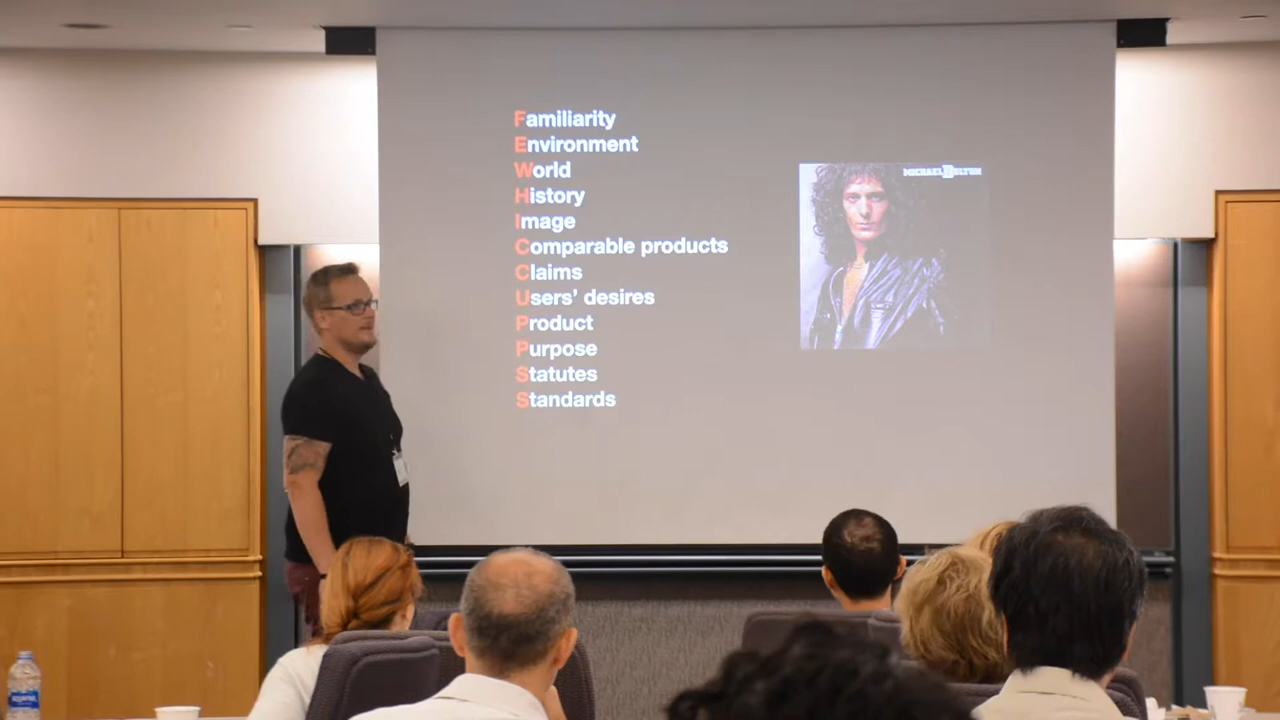 Familiarity
Environment
World
History
Image
Comparable products
Claims
Users' desires
Product
Purpose
Statutes
Standards
MICHAEL BOLTON